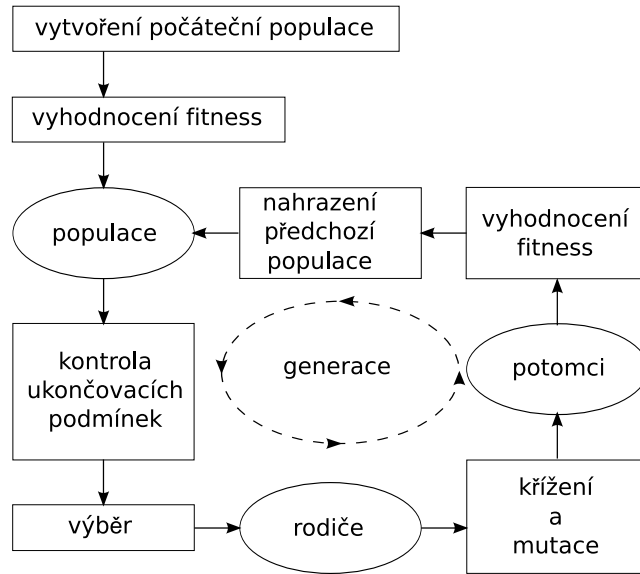 vytvoření počáteční populace
vyhodnocení fitness
populace
nahrazení
předchozí
populace
vyhodnocení
fitness
kontrola
ukončovacích
podmínek
generace
potomci
výběr
rodiče
křížení
a
mutace